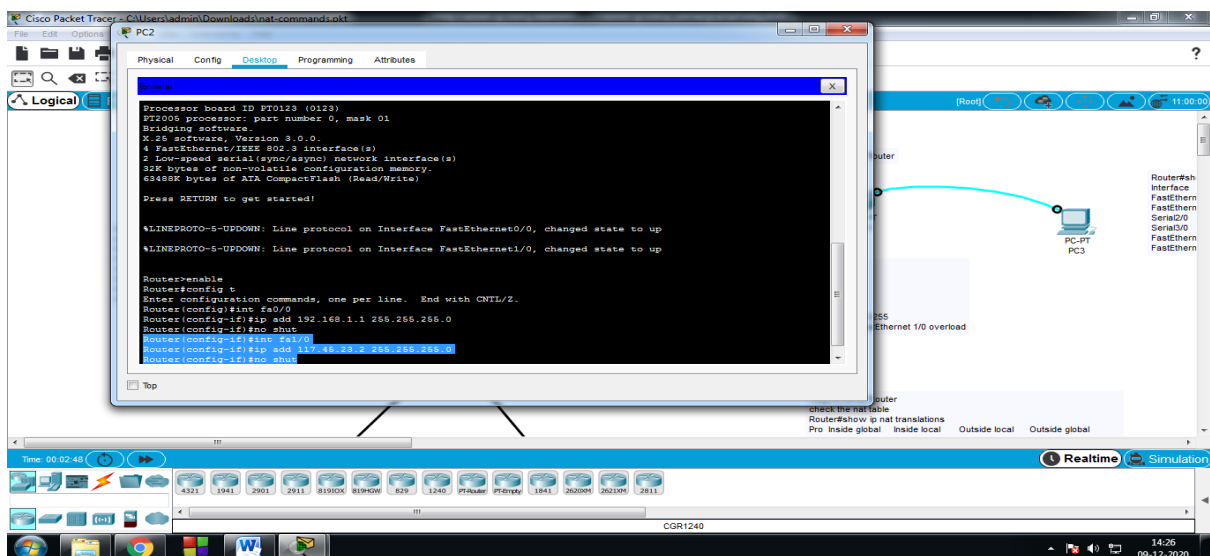 Cisco Packet Tracer - C:\Users\admin\Downloads\nat-commands.pkt
File Edit Options
PC2
Physical Config Desktop Programming Attributes
X
?
Logical
[Root]
11:00:00
Processor board ID PT0123 (0123)
PT2005 processor: part number 0, mask 01
Bridging software.
X.25 software, Version 3.0.0.
4 FastEthernet/IEEE 802.3 interface(s)
2 Low-speed serial(sync/async) network interface(s)
32K bytes of non-volatile configuration memory.
63488K bytes of ATA CompactFlash (Read/Write)
Press RETURN to get started!
%LINEPROTO-5-UPDOWN: Line protocol on Interface FastEthernet0/0, changed state to up
%LINEPROTO-5-UPDOWN: Line protocol on Interface FastEthernet1/0, changed state to up
Router>enable
Router#config t
Enter configuration commands, one per line. End with CNTL/Z.
Router(config)#int fa0/0
Router(config-if)#ip add 192.168.1.1 255.255.255.0
Router(config-if)#no shut
Router(config-if)#int fa1/0
Router(config-if)#ip add 117.45.23.2 255.255.255.0
Router(config-if)#no shut
Top
outer
PC-PT
PC3
Router#sh
Interface
FastEthern
FastEthern
Serial2/0
Serial3/0
FastEthern
FastEthern
255
Ethernet 1/0 overload
outer
check the nat table
Router#show ip nat translations
Pro Inside global Inside local Outside local Outside global
Time: 00:02:48
Realtime
Simulation
4321 1941 2901 2911 819IOX 819HGW 829 1240 PT-Router PT-Empty 1841 2620XM 2621XM 2811
CGR1240
14:26
09-12-2020